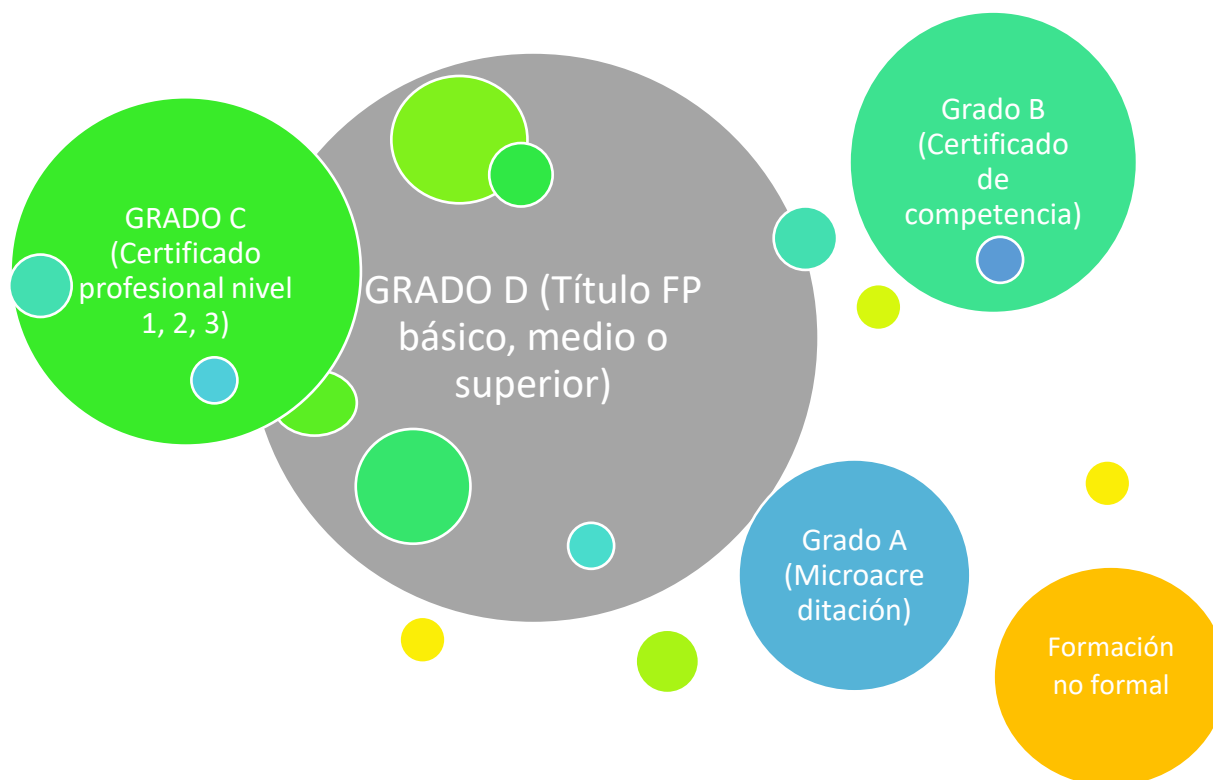 GRADO C
(Certificado
profesional nivel
1, 2, 3)
GRADO D (Título FP
básico, medio o
superior)
Grado B
(Certificado
de
competencia)
Grado A
(Microacre
ditación)
Formación
no formal